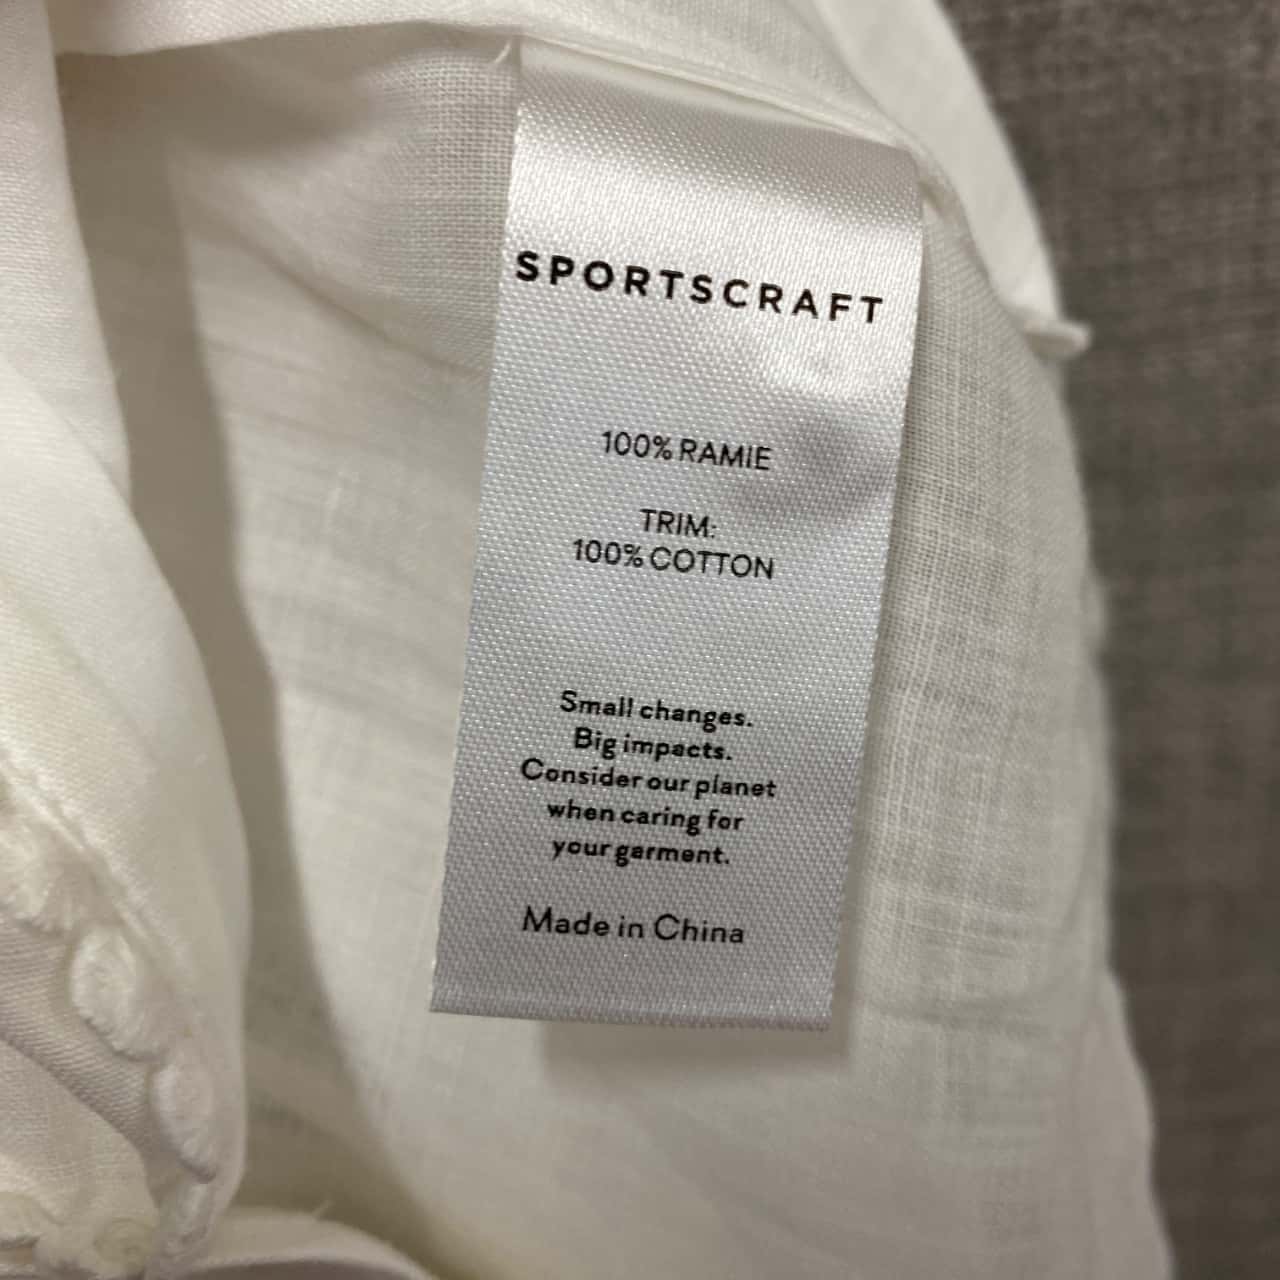 SPORTSCRAFT
100% RAMIE
TRIM:
100% COTTON
Small changes.
Big impacts.
Consider our planet
when caring for
your garment.
Made in China